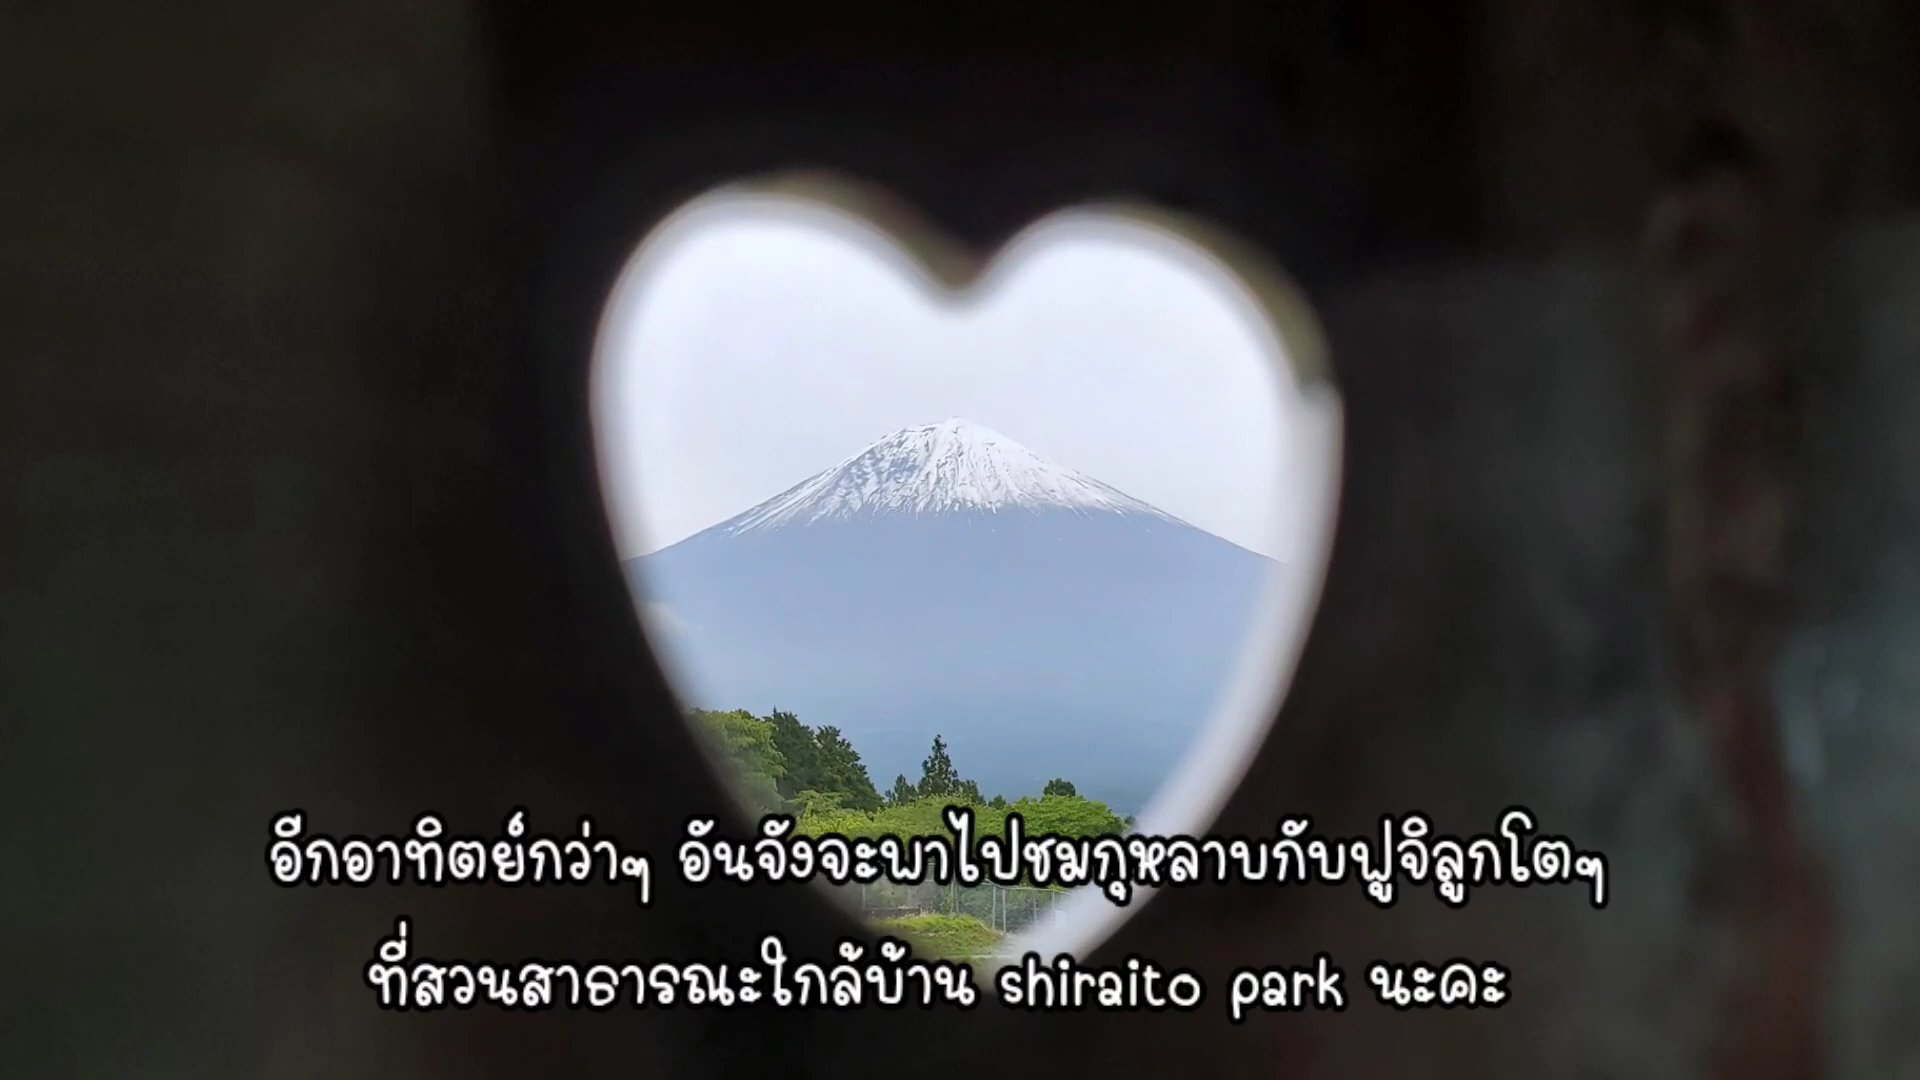 อีกอาทิตย์กว่าๆ อันจังจะพาไปชมกุหลาบกับฟูจิลูกโตๆ
ที่สวนสาธารณะใกล้บ้าน shiraito park นะคะ